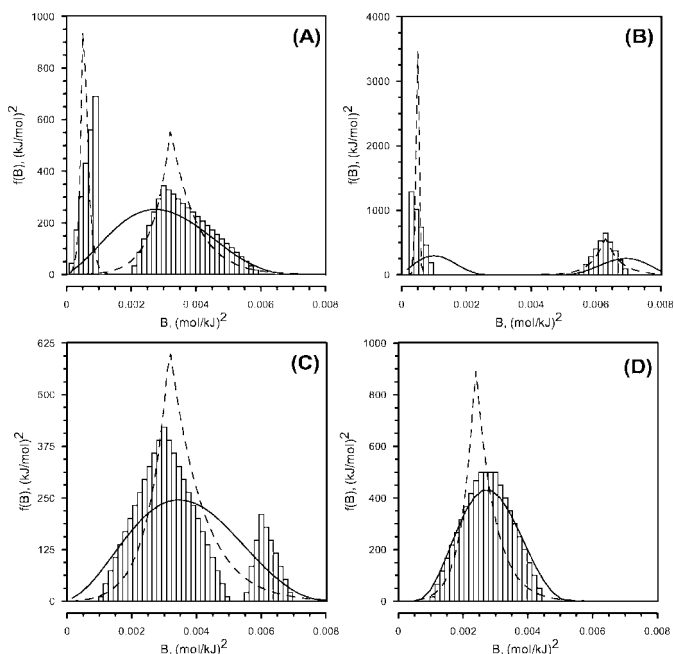 (A)
1000
800
600
400
200
0
f(B), (kJ/mol)²
0 0.002 0.004 0.006 0.008
B, (mol/kJ)²
(B)
4000
3000
2000
1000
0
f(B), (kJ/mol)²
0 0.002 0.004 0.006 0.008
B, (mol/kJ)²
(C)
625
500
375
250
125
0
f(B), (kJ/mol)²
0 0.002 0.004 0.006 0.008
B, (mol/kJ)²
(D)
1000
800
600
400
200
0
f(B), (kJ/mol)²
0 0.002 0.004 0.006 0.008
B, (mol/kJ)²